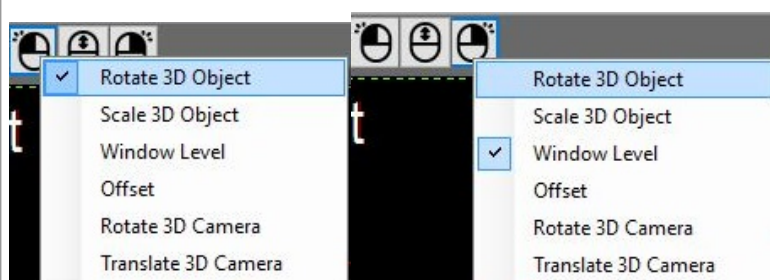 Rotate 3D Object
Scale 3D Object
Window Level
Offset
Rotate 3D Camera
Translate 3D Camera
t
Rotate 3D Object
Scale 3D Object
Window Level
Offset
Rotate 3D Camera
Translate 3D Camera
t